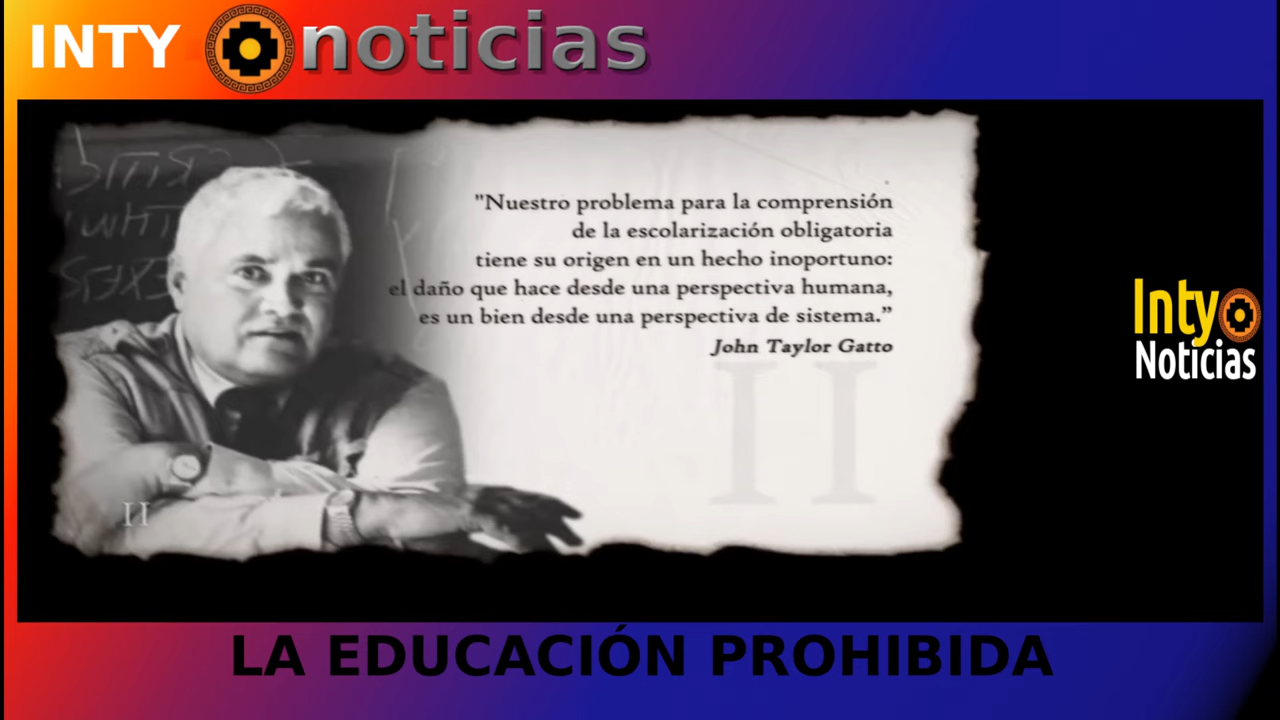 INTY noticias
"Nuestro problema para la comprensión
de la escolarización obligatoria
tiene su origen en un hecho inoportuno:
el daño que hace desde una perspectiva humana,
es un bien desde una perspectiva de sistema.”
John Taylor Gatto
II
II
Inty
Noticias
LA EDUCACIÓN PROHIBIDA